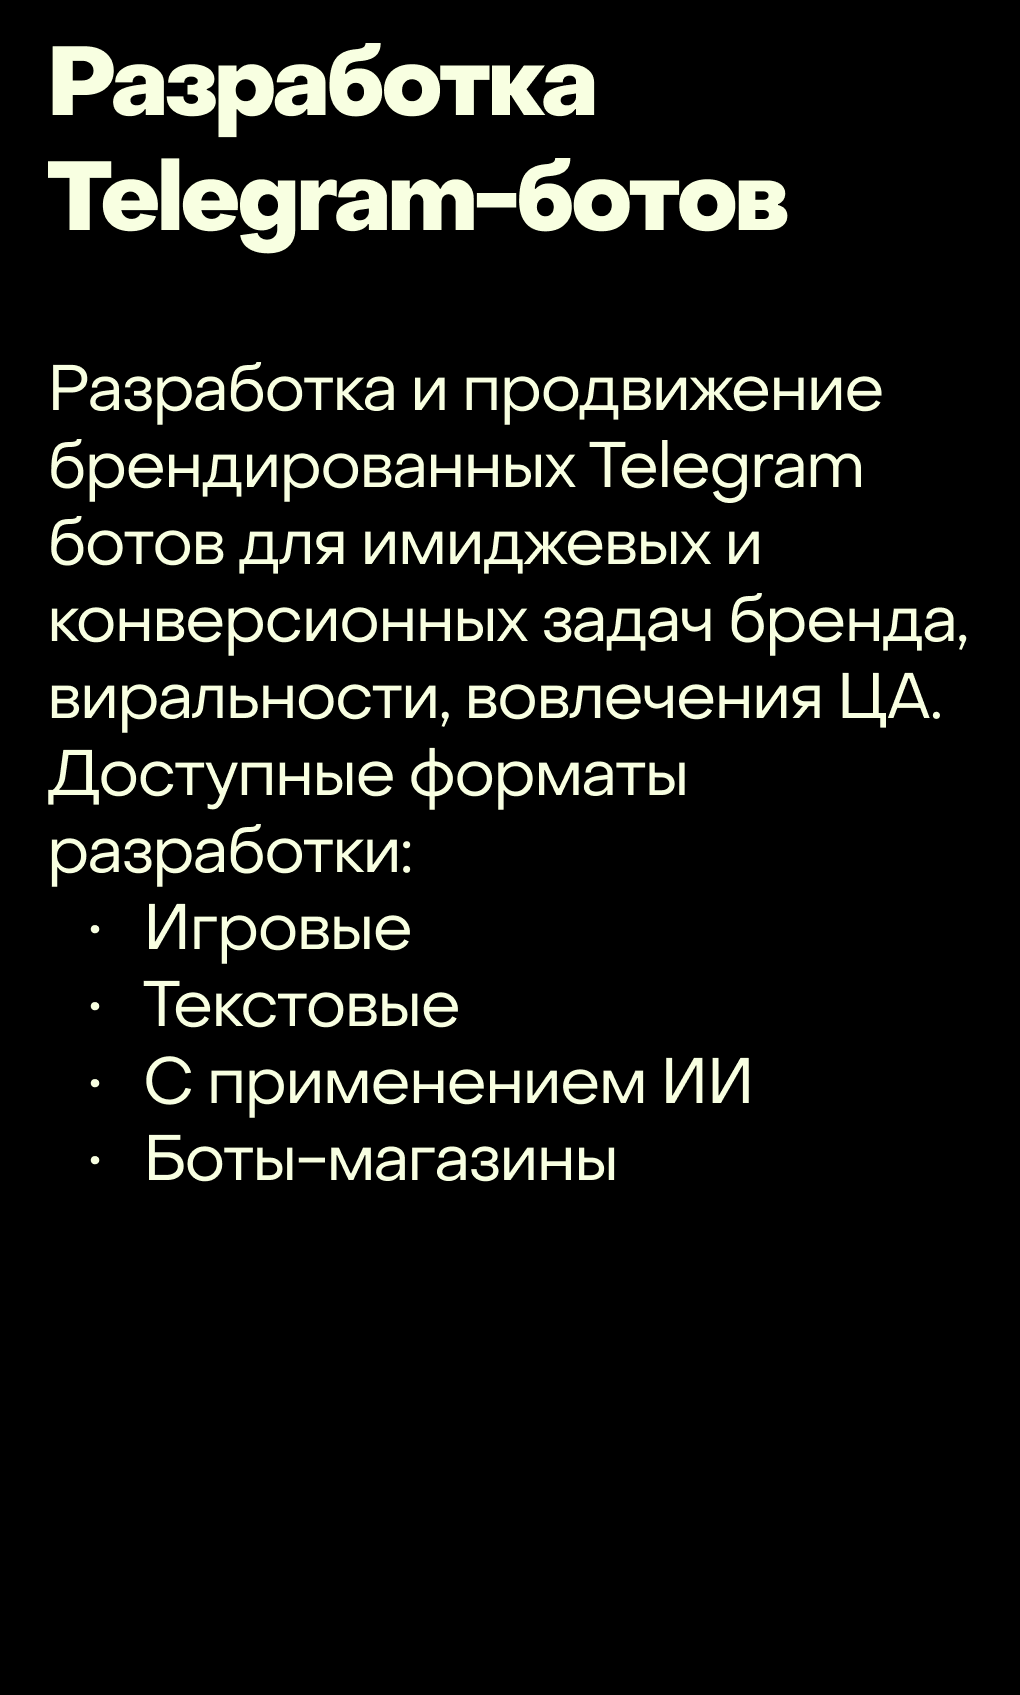 Разработка
Telegram-ботов
Разработка и продвижение
брендированных Telegram
ботов для имиджевых и
конверсионных задач бренда,
виральности, вовлечения ЦА.
Доступные форматы
разработки:
· Игровые
· Текстовые
· С применением ИИ
· Боты-магазины